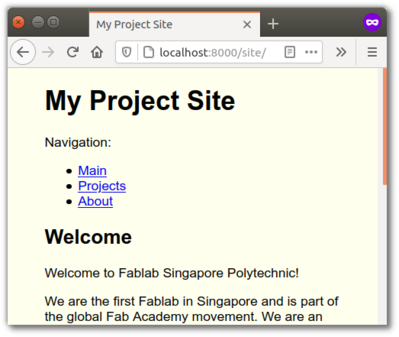 My Project Site
localhost:8000/site/
My Project Site
Navigation:
Main
Projects
About
Welcome
Welcome to Fablab Singapore Polytechnic!
We are the first Fablab in Singapore and is part of
the global Fab Academy movement. We are an